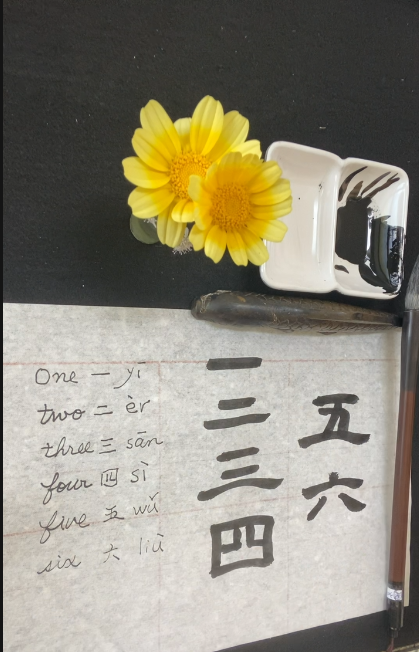 One 一 yī
two 二 èr
three 三 sān
four 四 sì
five 五 wǔ
six 六 liù
一
二
三
四
五
六